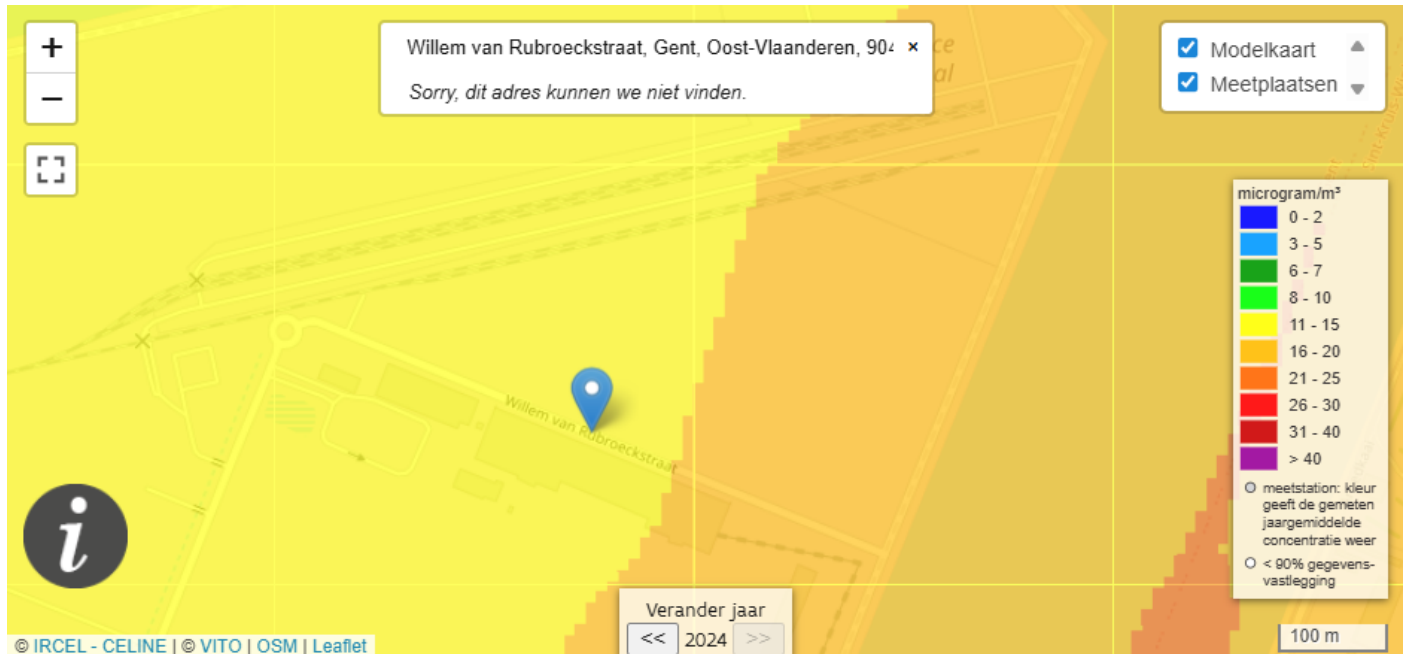 +
−
Willem van Rubroeckstraat, Gent, Oost-Vlaanderen, 904 ×
Sorry, dit adres kunnen we niet vinden.
Modelkaart
Meetplaatsen
microgram/m³
0 - 2
3 - 5
6 - 7
8 - 10
11 - 15
16 - 20
21 - 25
26 - 30
31 - 40
> 40
meetstation: kleur
geeft de gemeten
jaargemiddelde
concentratie weer
< 90% gegevens-
vastlegging
Willem van Rubroeckstraat
i
Verander jaar
<< 2024 >>
100 m
© IRCEL - CELINE | © VITO | OSM | Leaflet